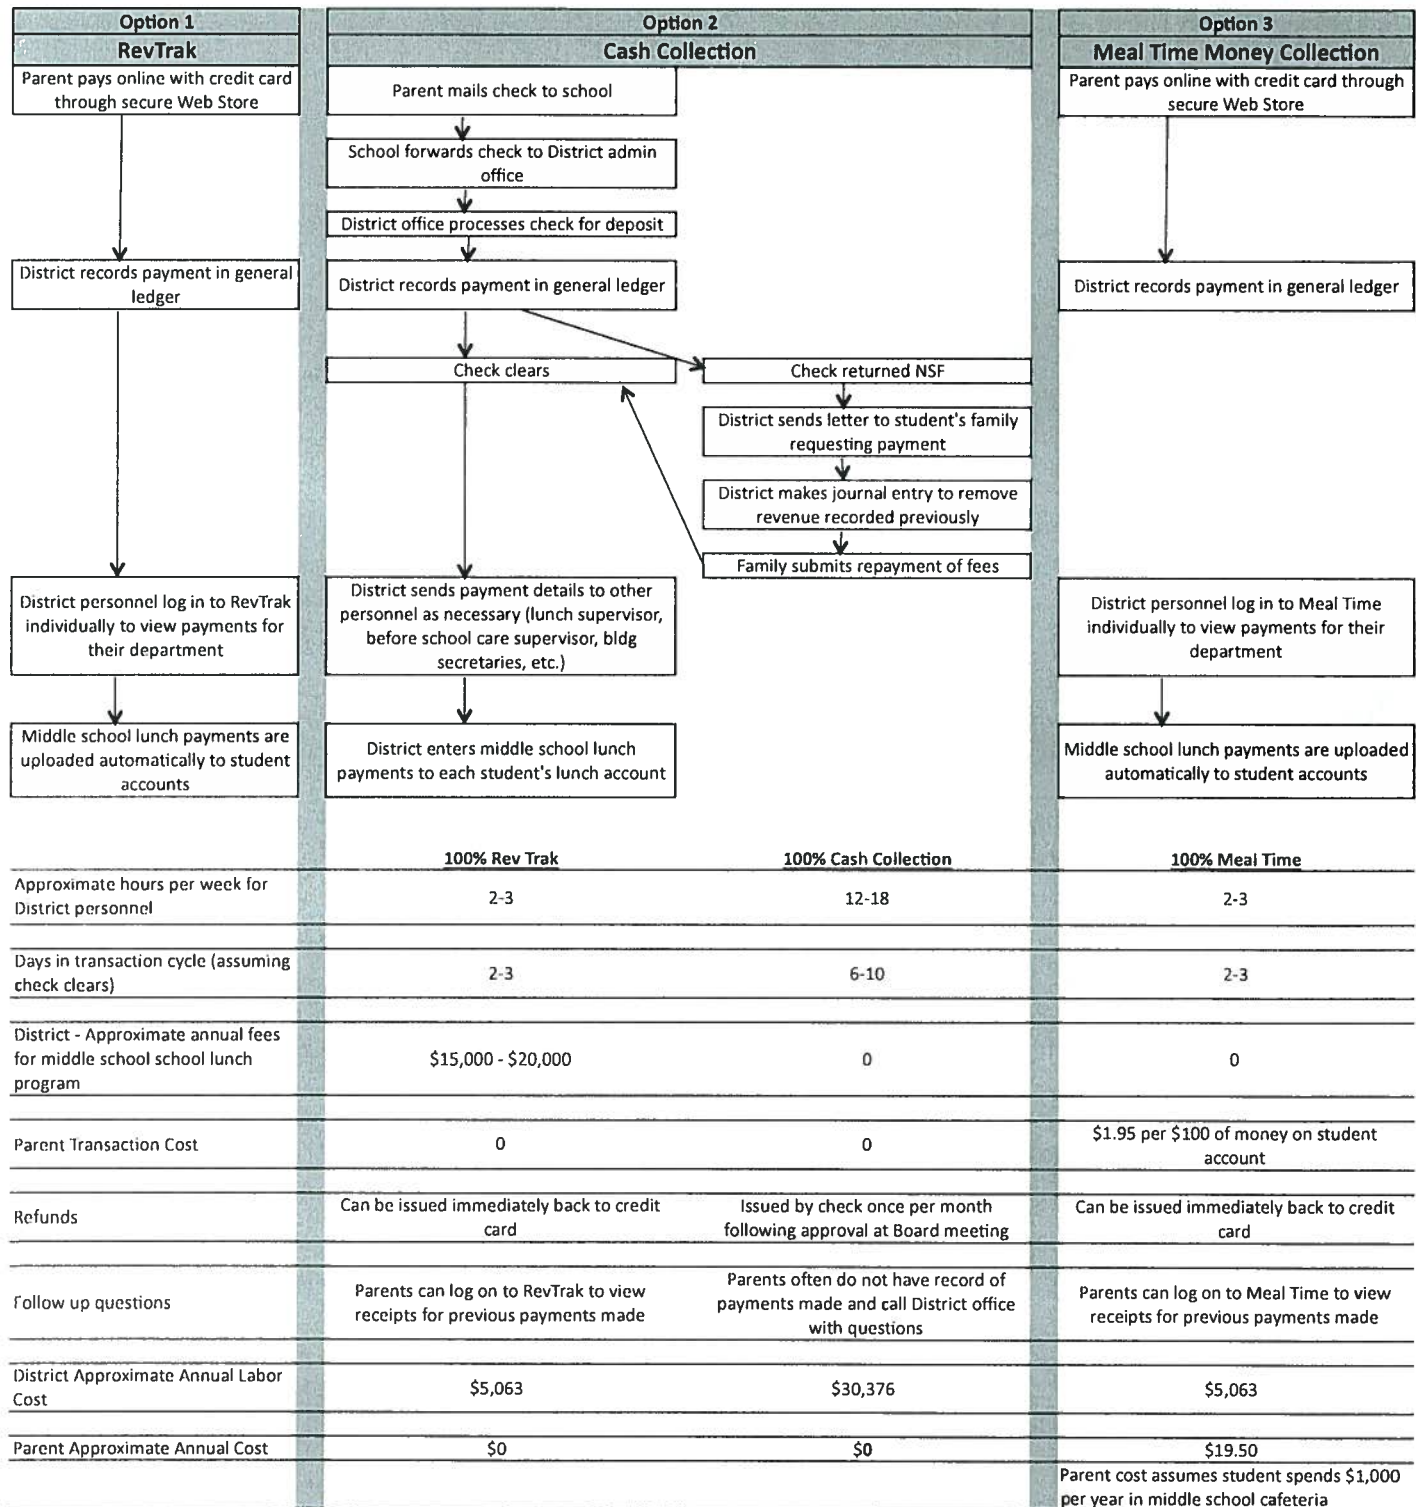 Option 1
RevTrak
Parent pays online with credit card
through secure Web Store
District records payment in general
ledger
District personnel log in to RevTrak
individually to view payments for
their department
Middle school lunch payments are
uploaded automatically to student
accounts
Option 2
Cash Collection
Parent mails check to school
School forwards check to District admin
office
District office processes check for deposit
District records payment in general ledger
Check clears
Check returned NSF
District sends letter to student's family
requesting payment
District makes journal entry to remove
revenue recorded previously
Family submits repayment of fees
District sends payment details to other
personnel as necessary (lunch supervisor,
before school care supervisor, bldg
secretaries, etc.)
District enters middle school lunch
payments to each student's lunch account
Option 3
Meal Time Money Collection
Parent pays online with credit card through
secure Web Store
District records payment in general ledger
District personnel log in to Meal Time
individually to view payments for their
department
Middle school lunch payments are uploaded
automatically to student accounts
100% Rev Trak
100% Cash Collection
100% Meal Time
Approximate hours per week for
District personnel
2-3
12-18
2-3
Days in transaction cycle (assuming
check clears)
2-3
6-10
2-3
District - Approximate annual fees
for middle school school lunch
program
$15,000 - $20,000
0
0
Parent Transaction Cost
0
0
$1.95 per $100 of money on student
account
Refunds
Can be issued immediately back to credit
card
Issued by check once per month
following approval at Board meeting
Can be issued immediately back to credit
card
Follow up questions
Parents can log on to RevTrak to view
receipts for previous payments made
Parents often do not have record of
payments made and call District office
with questions
Parents can log on to Meal Time to view
receipts for previous payments made
District Approximate Annual Labor
Cost
$5,063
$30,376
$5,063
Parent Approximate Annual Cost
$0
$0
$19.50
Parent cost assumes student spends $1,000
per year in middle school cafeteria